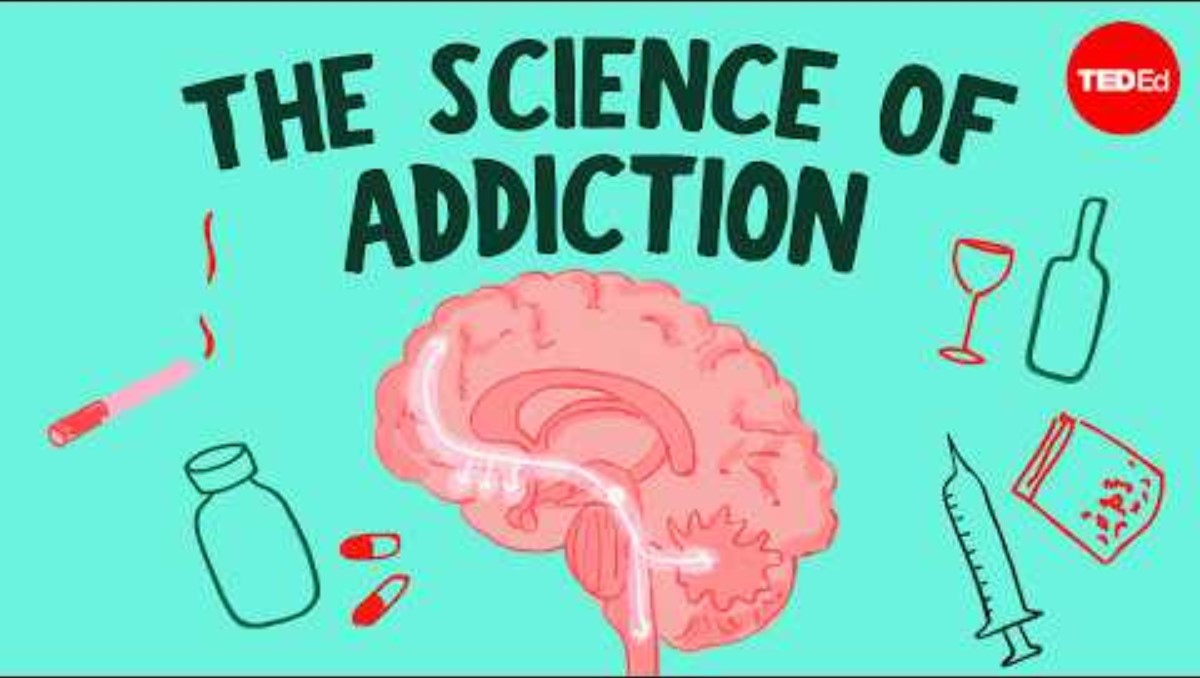 THE SCIENCE OF
ADDICTION
TEDEd